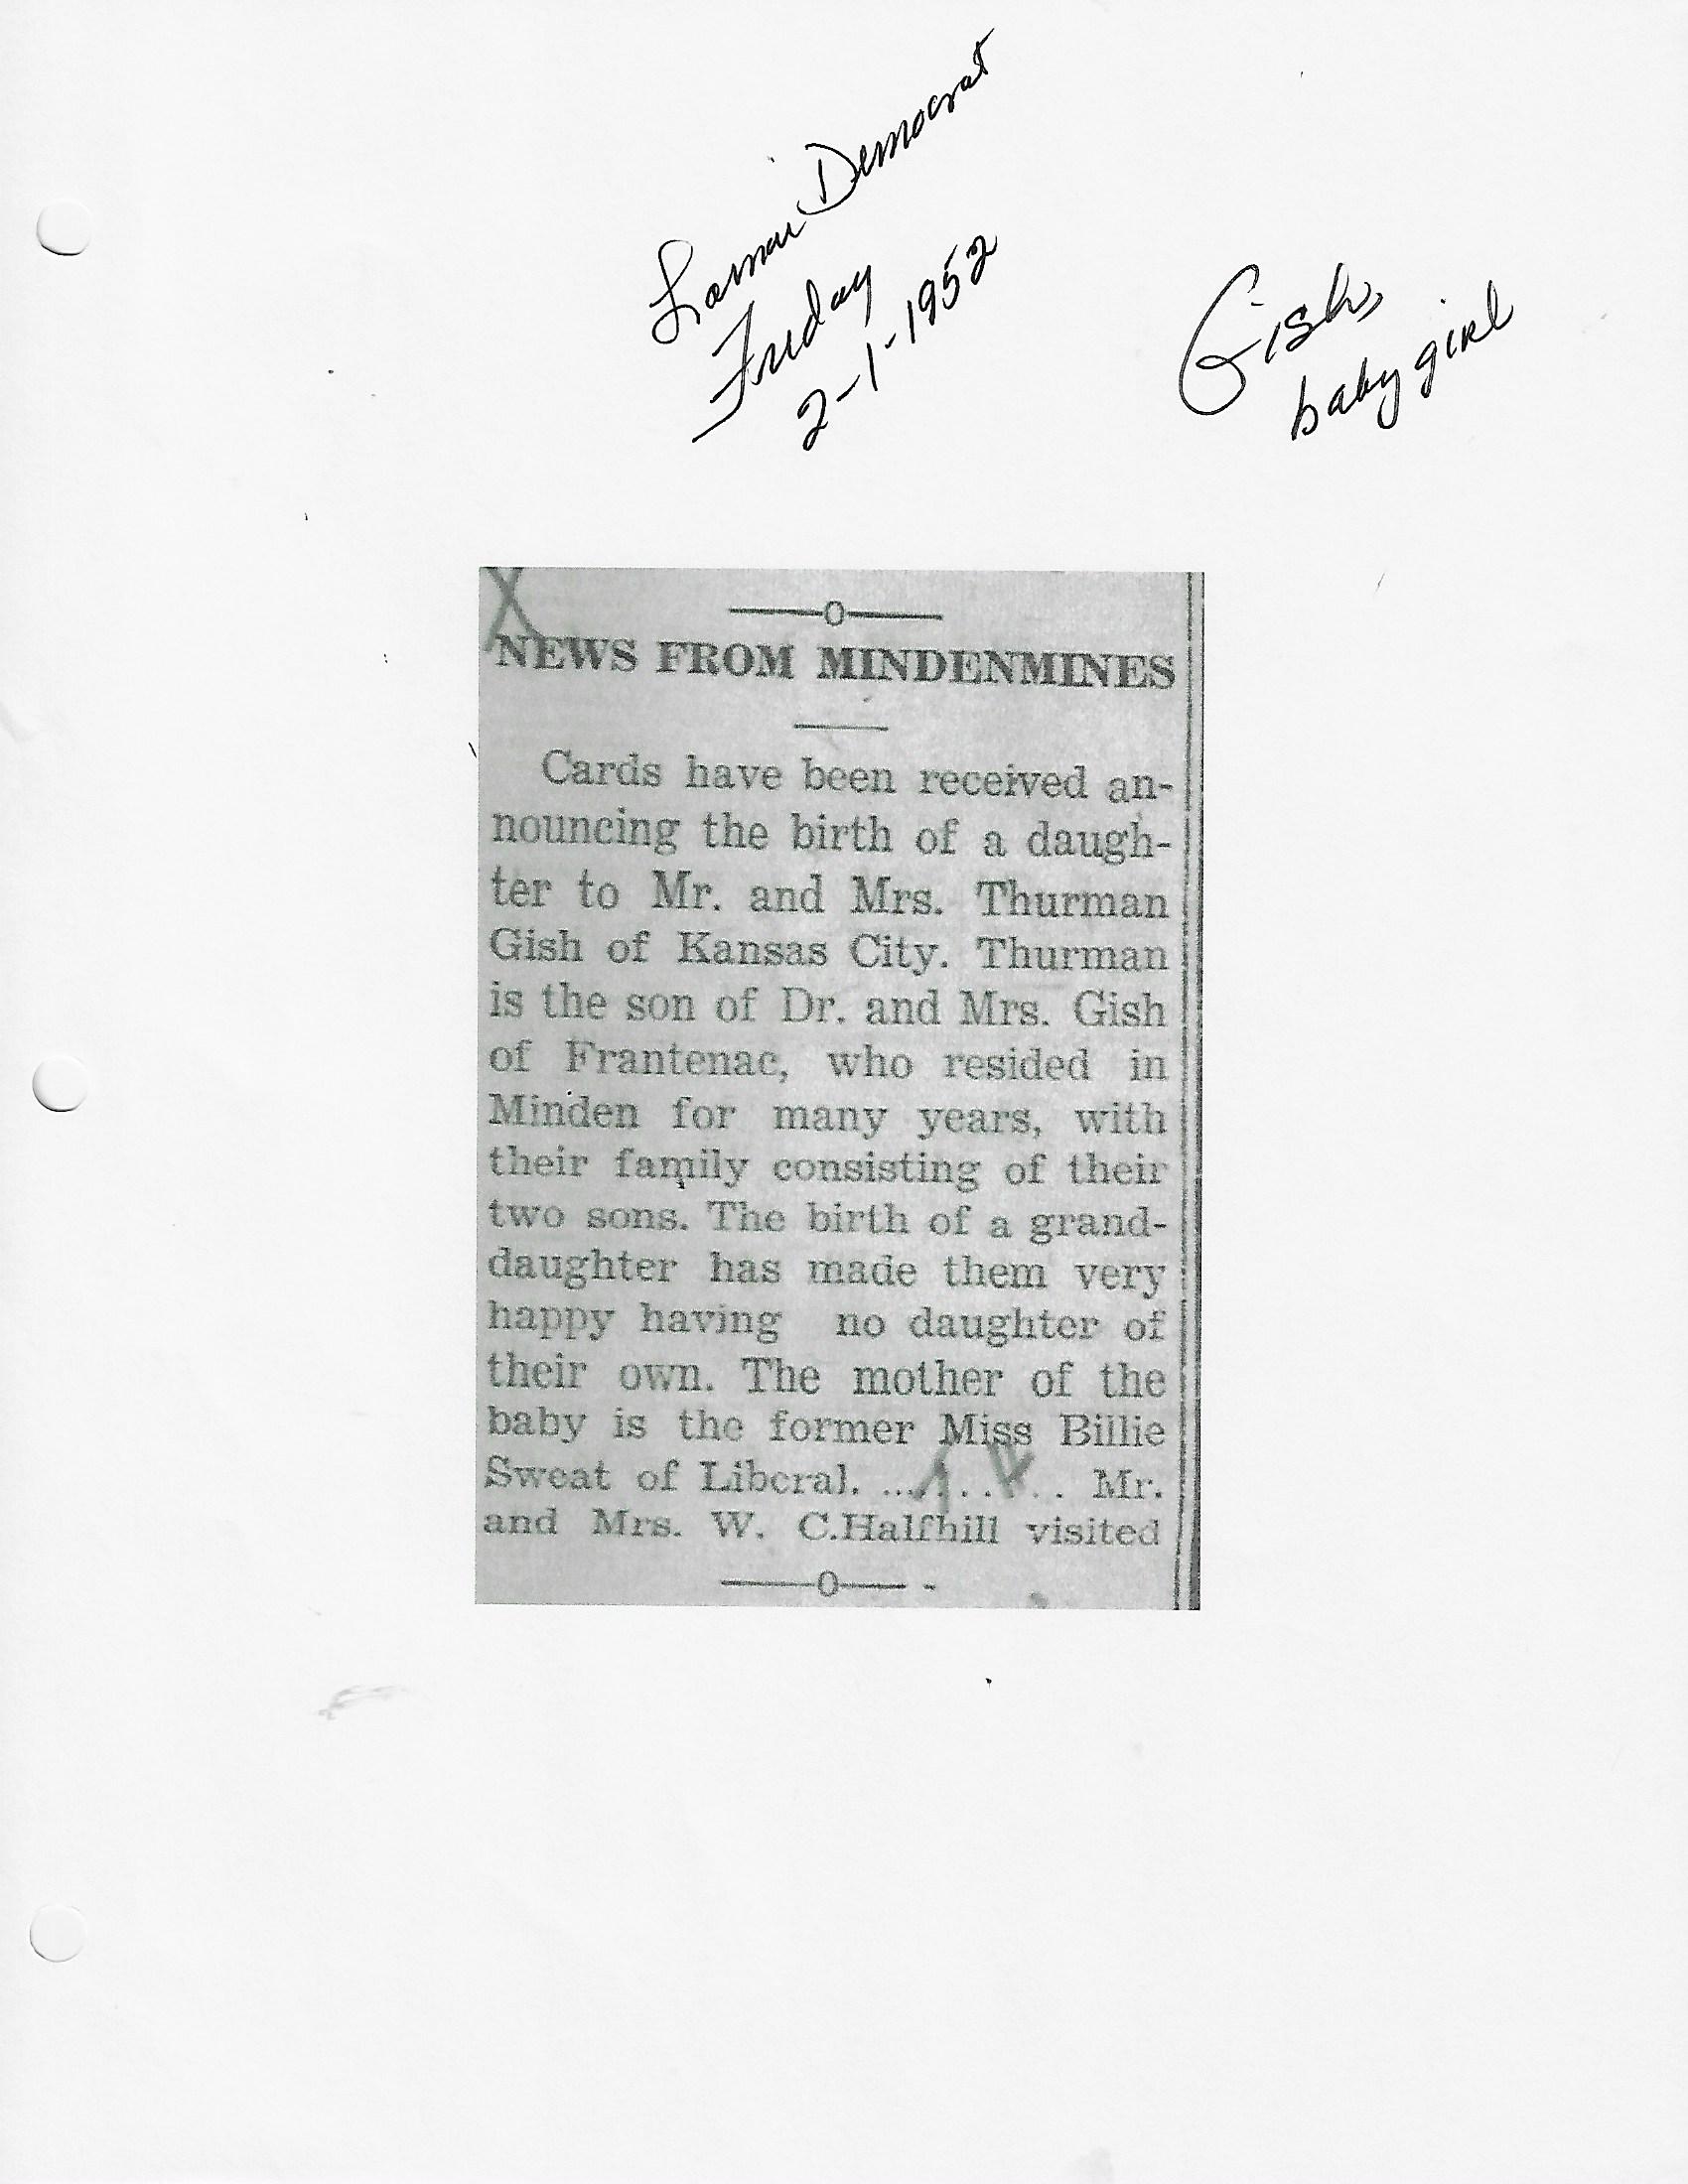 Lamar Democrat
Friday
2-1-1952
Gish,
baby girl
X
——o——
NEWS FROM MINDENMINES
Cards have been received an-
nouncing the birth of a daugh-
ter to Mr. and Mrs. Thurman
Gish of Kansas City. Thurman
is the son of Dr. and Mrs. Gish
of Frantenac, who resided in
Minden for many years, with
their family consisting of their
two sons. The birth of a grand-
daughter has made them very
happy having no daughter of
their own. The mother of the
baby is the former Miss Billie
Sweat of Liberal. ........ Mr.
and Mrs. W. C.Halfhill visited
——o—— -